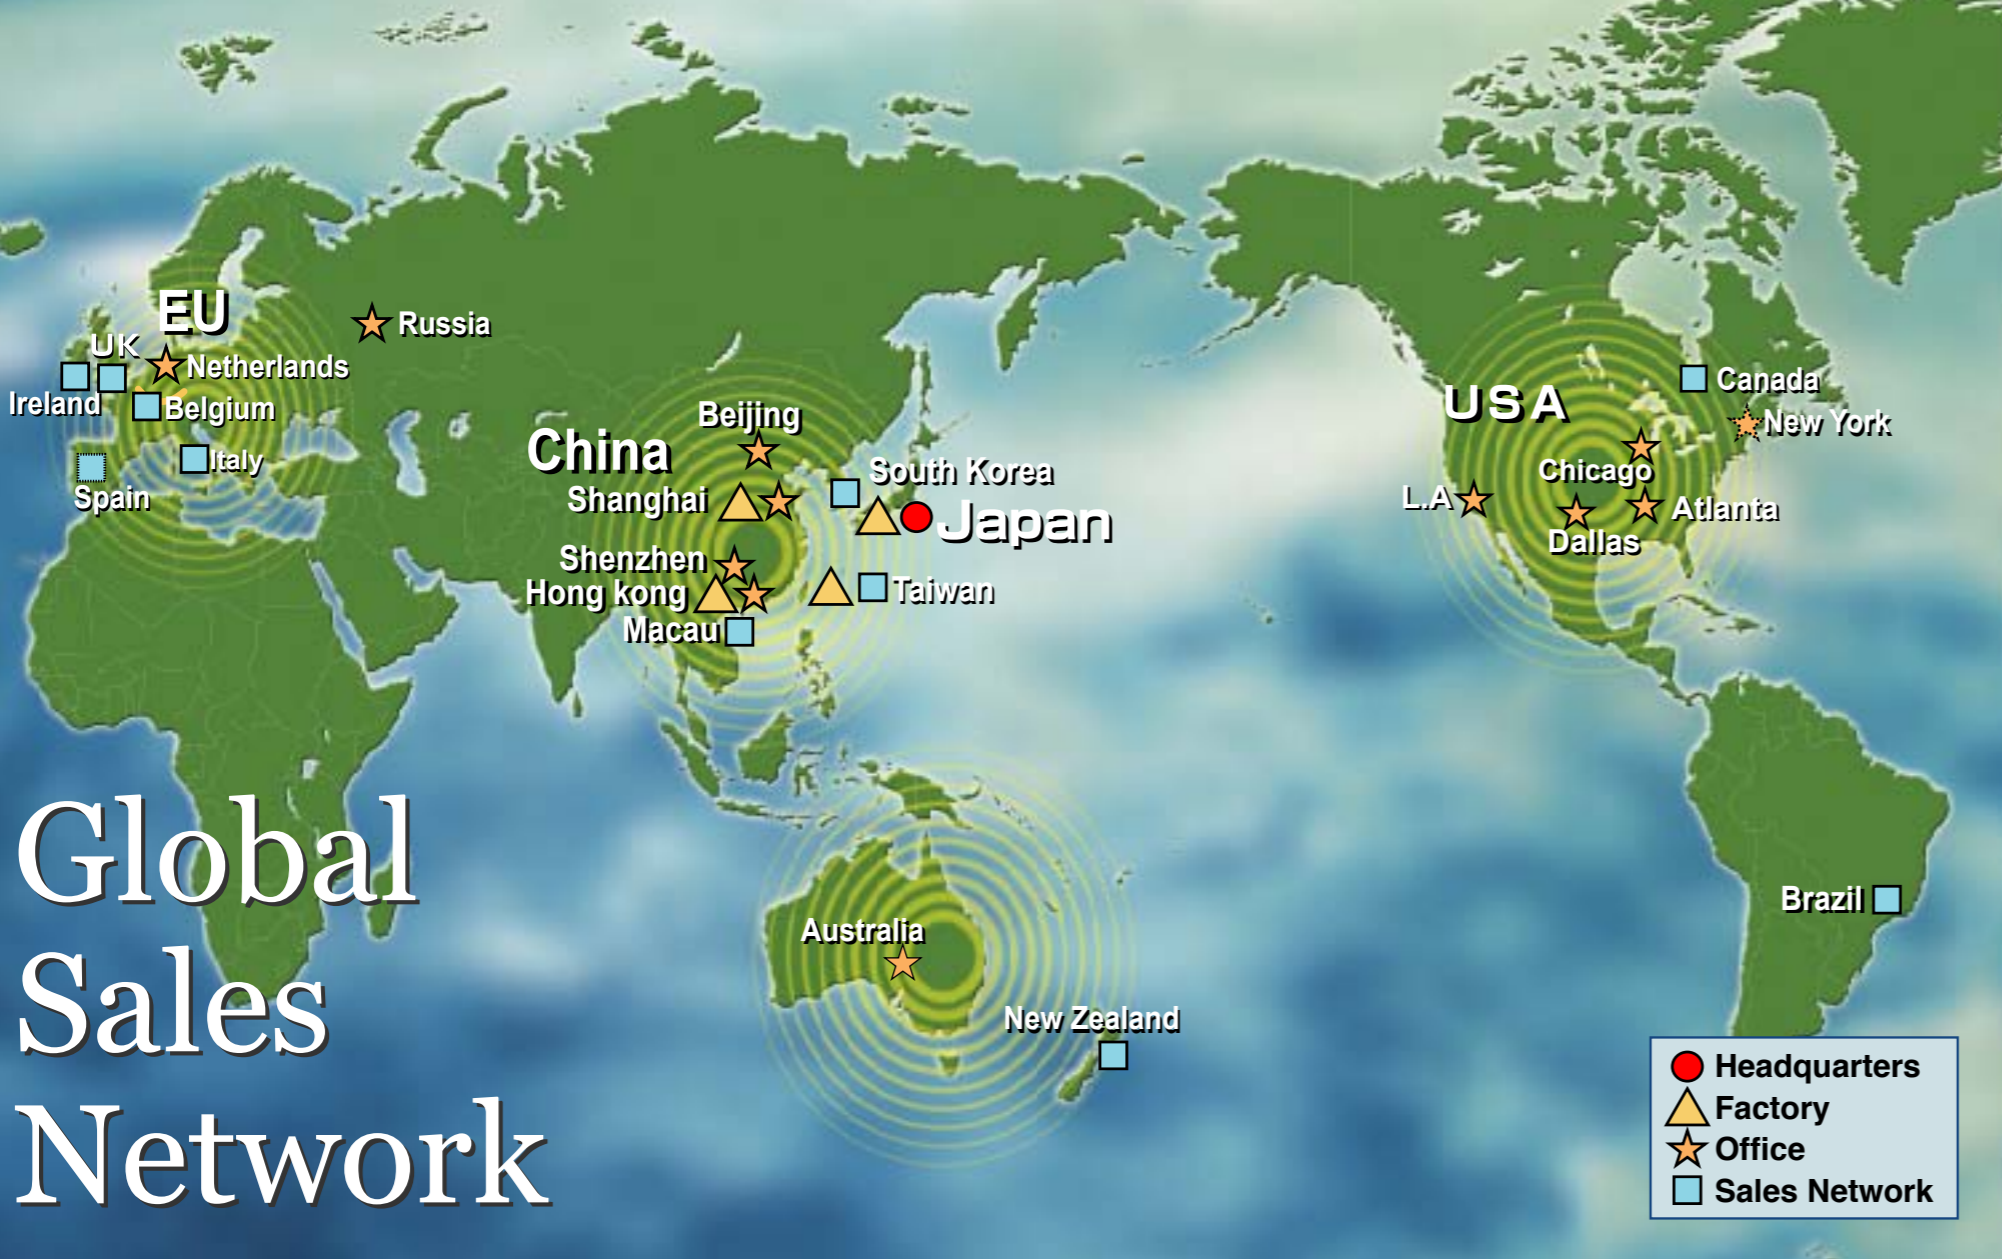 EU
Russia
UK
Netherlands
Ireland
Belgium
Italy
Spain
China
Beijing
Shanghai
South Korea
Japan
Shenzhen
Hong kong
Taiwan
Macau
USA
Canada
New York
Chicago
L.A
Atlanta
Dallas
Australia
New Zealand
Brazil
Global
Sales
Network
Headquarters
Factory
Office
Sales Network